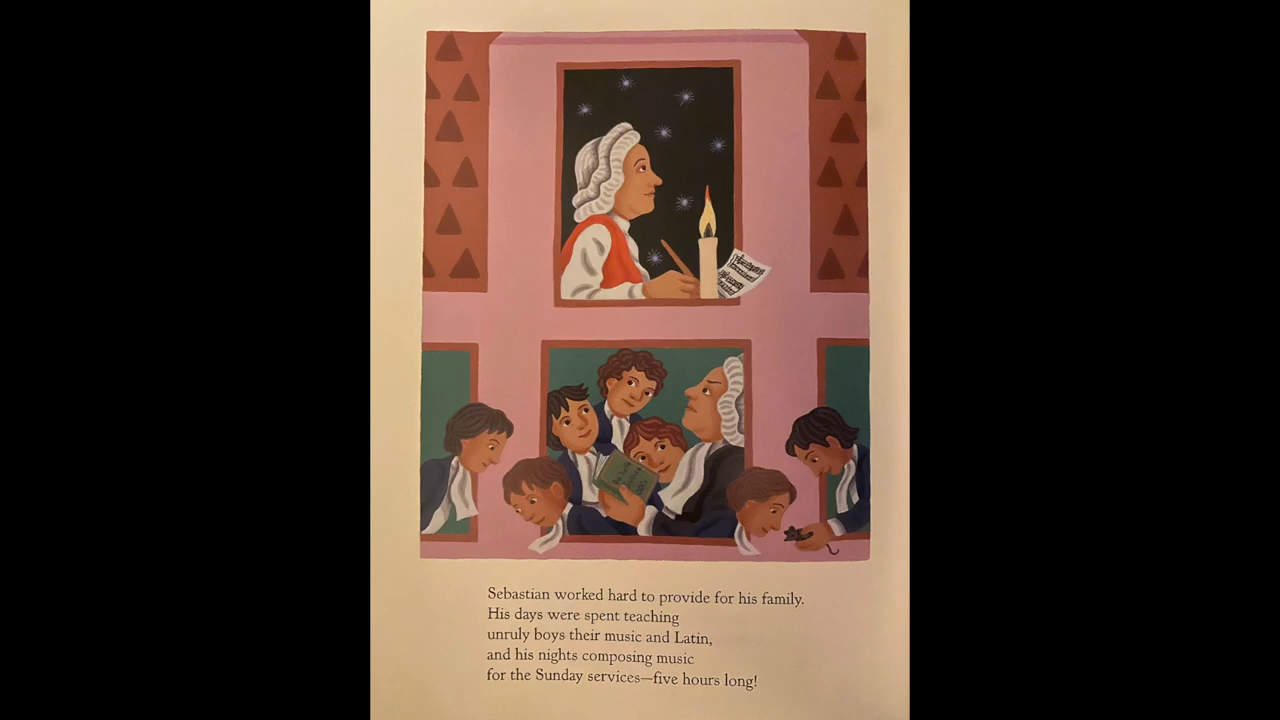 Sebastian worked hard to provide for his family.
His days were spent teaching
unruly boys their music and Latin,
and his nights composing music
for the Sunday services—five hours long!